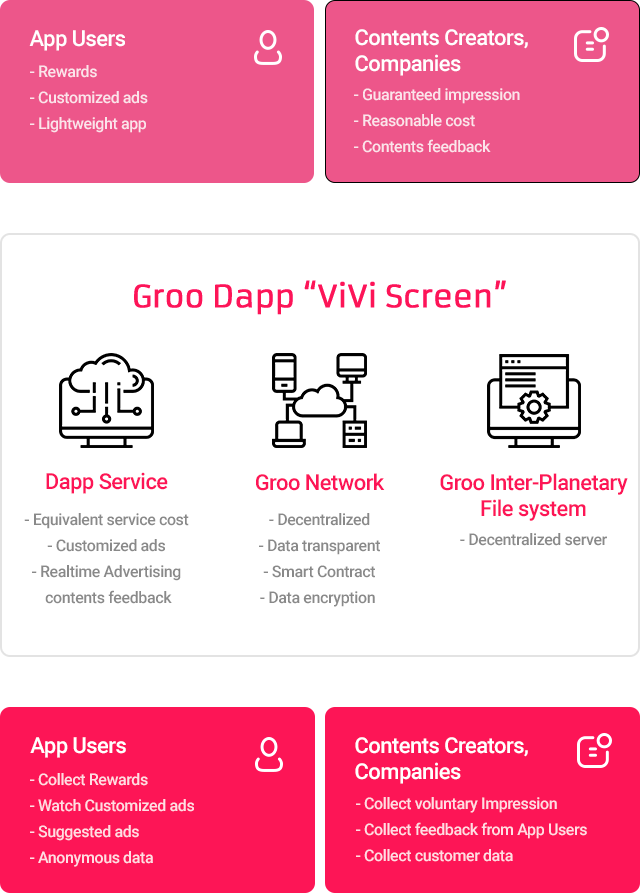 App Users
- Rewards
- Customized ads
- Lightweight app
Contents Creators,
Companies
- Guaranteed impression
- Reasonable cost
- Contents feedback
Groo Dapp “ViVi Screen”
Dapp Service
- Equivalent service cost
- Customized ads
- Realtime Advertising
contents feedback
Groo Network
- Decentralized
- Data transparent
- Smart Contract
- Data encryption
Groo Inter-Planetary
File system
- Decentralized server
App Users
- Collect Rewards
- Watch Customized ads
- Suggested ads
- Anonymous data
Contents Creators,
Companies
- Collect voluntary Impression
- Collect feedback from App Users
- Collect customer data